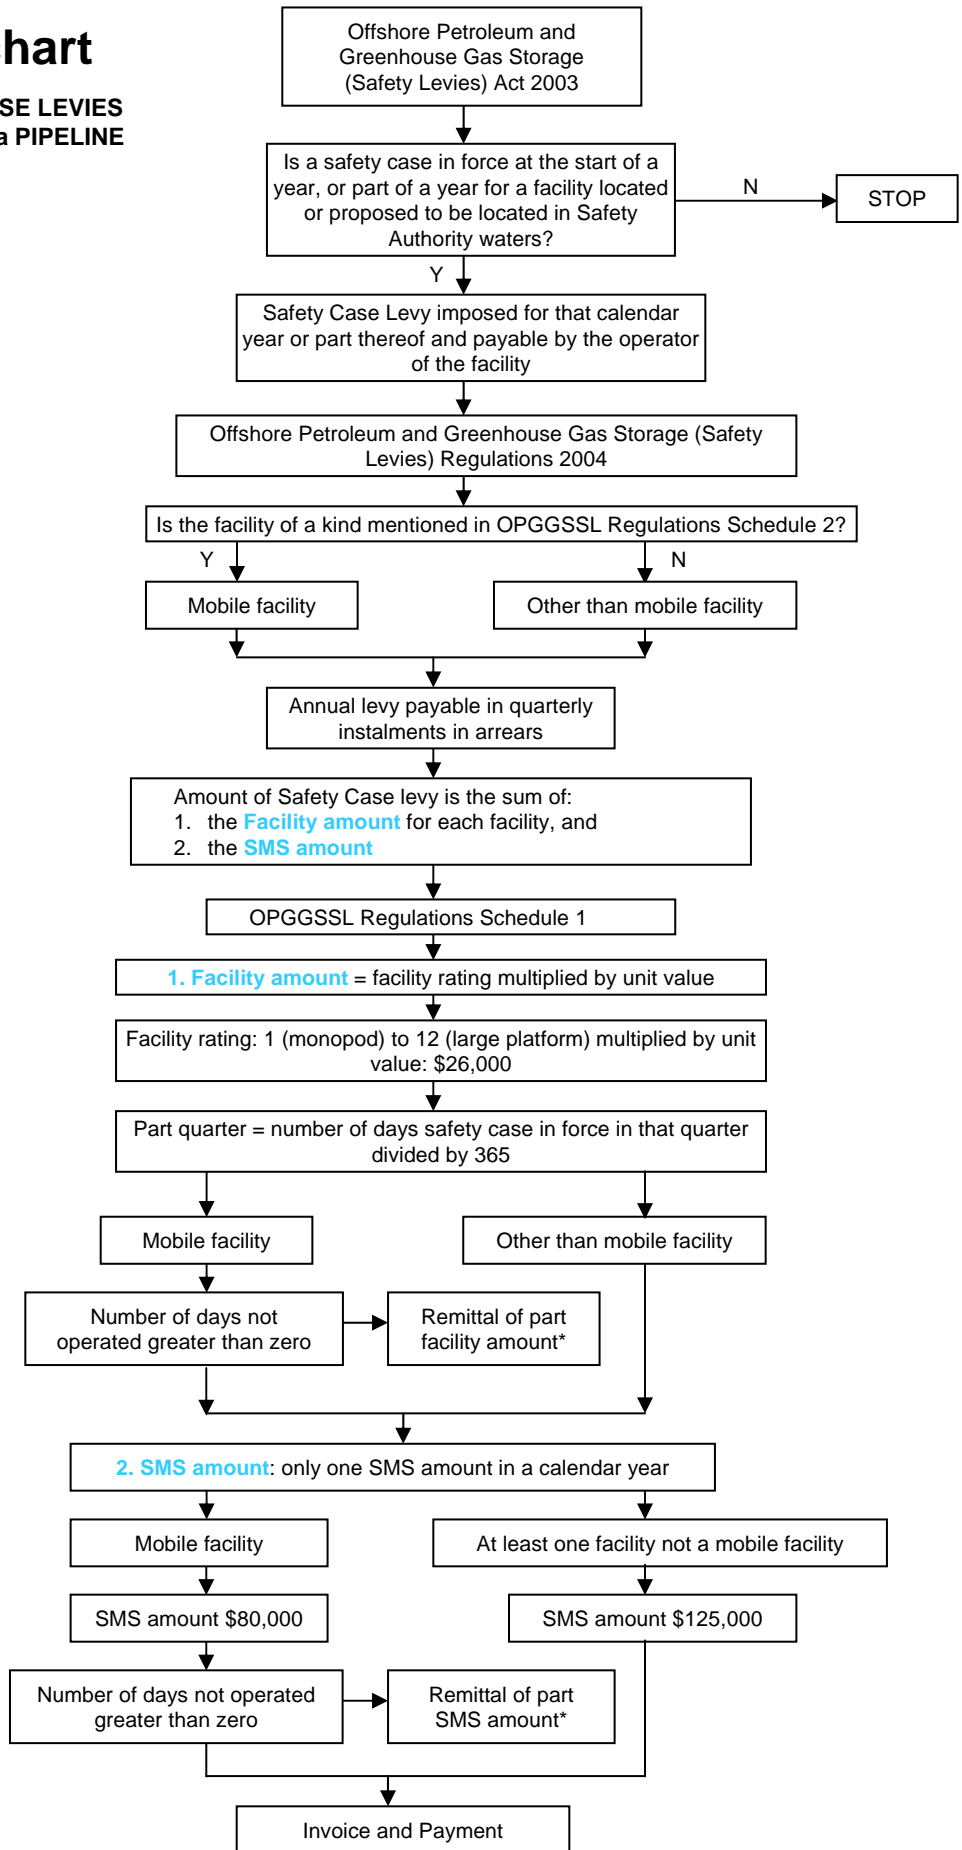 Offshore Petroleum and
Greenhouse Gas Storage
(Safety Levies) Act 2003
Is a safety case in force at the start of a
year, or part of a year for a facility located
or proposed to be located in Safety
Authority waters?
N
STOP
Y
Safety Case Levy imposed for that calendar
year or part thereof and payable by the operator
of the facility
Offshore Petroleum and Greenhouse Gas Storage (Safety
Levies) Regulations 2004
Is the facility of a kind mentioned in OPGGSSL Regulations Schedule 2?
Y
N
Mobile facility
Other than mobile facility
Annual levy payable in quarterly
instalments in arrears
Amount of Safety Case levy is the sum of:
1. the Facility amount for each facility, and
2. the SMS amount
OPGGSSL Regulations Schedule 1
1. Facility amount = facility rating multiplied by unit value
Facility rating: 1 (monopod) to 12 (large platform) multiplied by unit
value: $26,000
Part quarter = number of days safety case in force in that quarter
divided by 365
Mobile facility
Other than mobile facility
Number of days not
operated greater than zero
Remittal of part
facility amount*
2. SMS amount: only one SMS amount in a calendar year
Mobile facility
At least one facility not a mobile facility
SMS amount $80,000
SMS amount $125,000
Number of days not operated
greater than zero
Remittal of part
SMS amount*
Invoice and Payment
LEVIES
PIPELINE